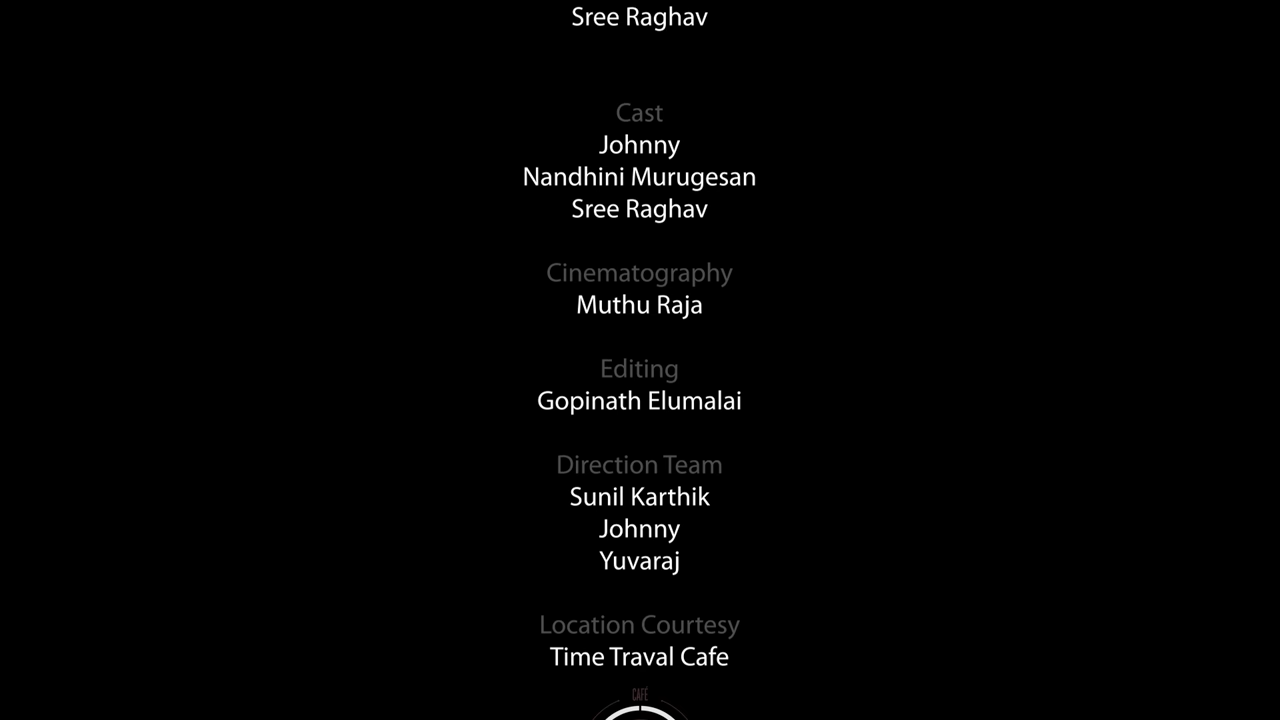 Sree Raghav
Cast
Johnny
Nandhini Murugesan
Sree Raghav
Cinematography
Muthu Raja
Editing
Gopinath Elumalai
Direction Team
Sunil Karthik
Johnny
Yuvaraj
Location Courtesy
Time Traval Cafe
CAFÉ